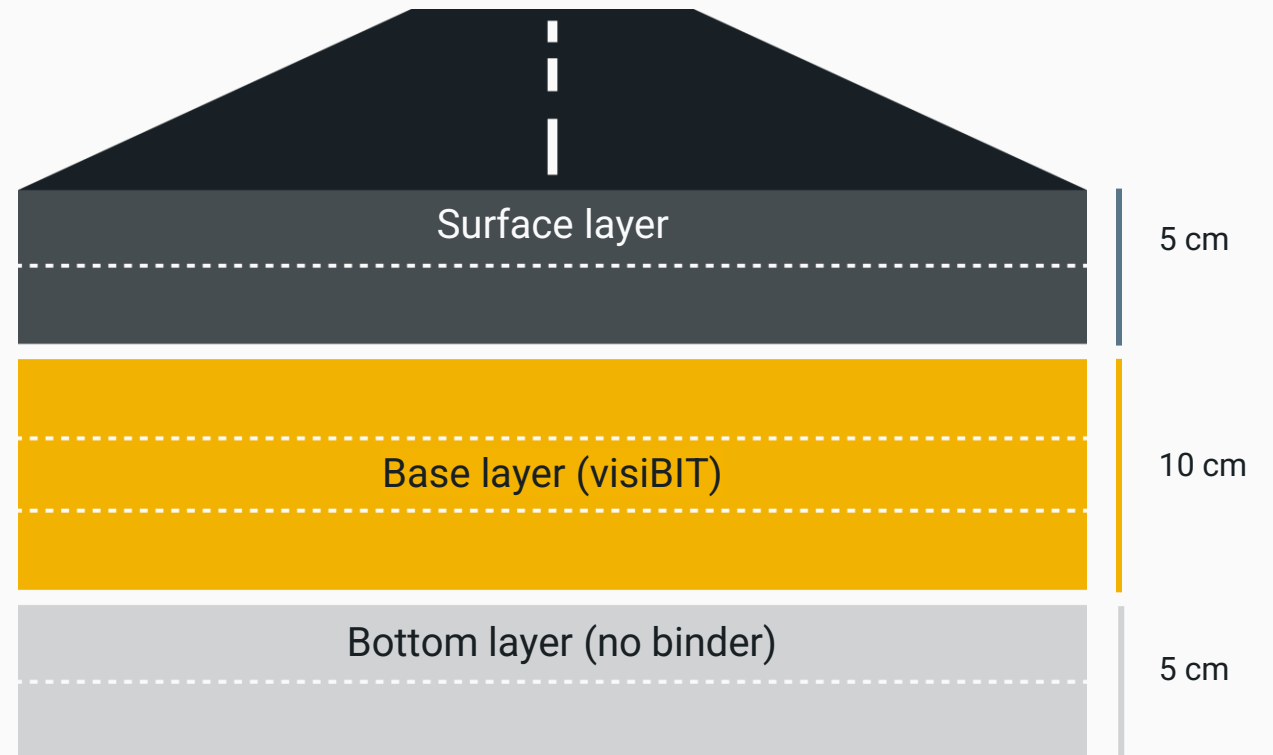 Surface layer
5 cm
Base layer (visiBIT)
10 cm
Bottom layer (no binder)
5 cm